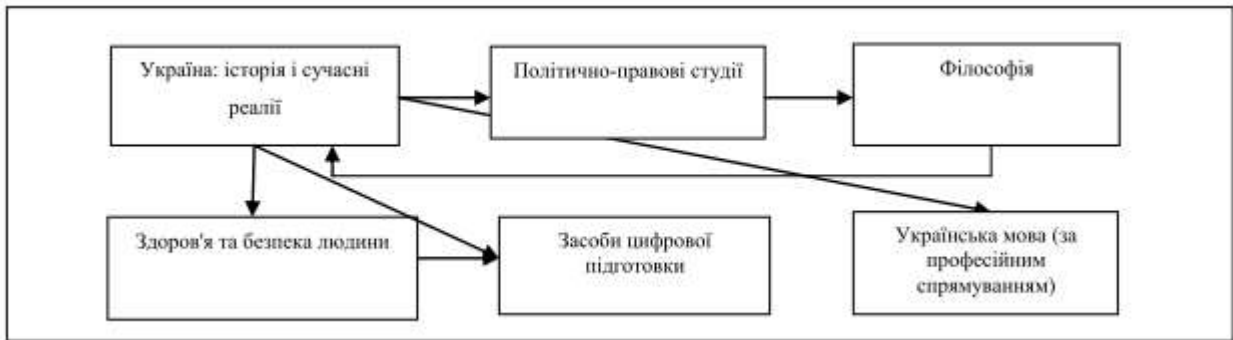 Україна: історія і сучасні
реалії
Політично-правові студії
Філософія
Здоров'я та безпека людини
Засоби цифрової
підготовки
Українська мова (за
професійним
спрямуванням)